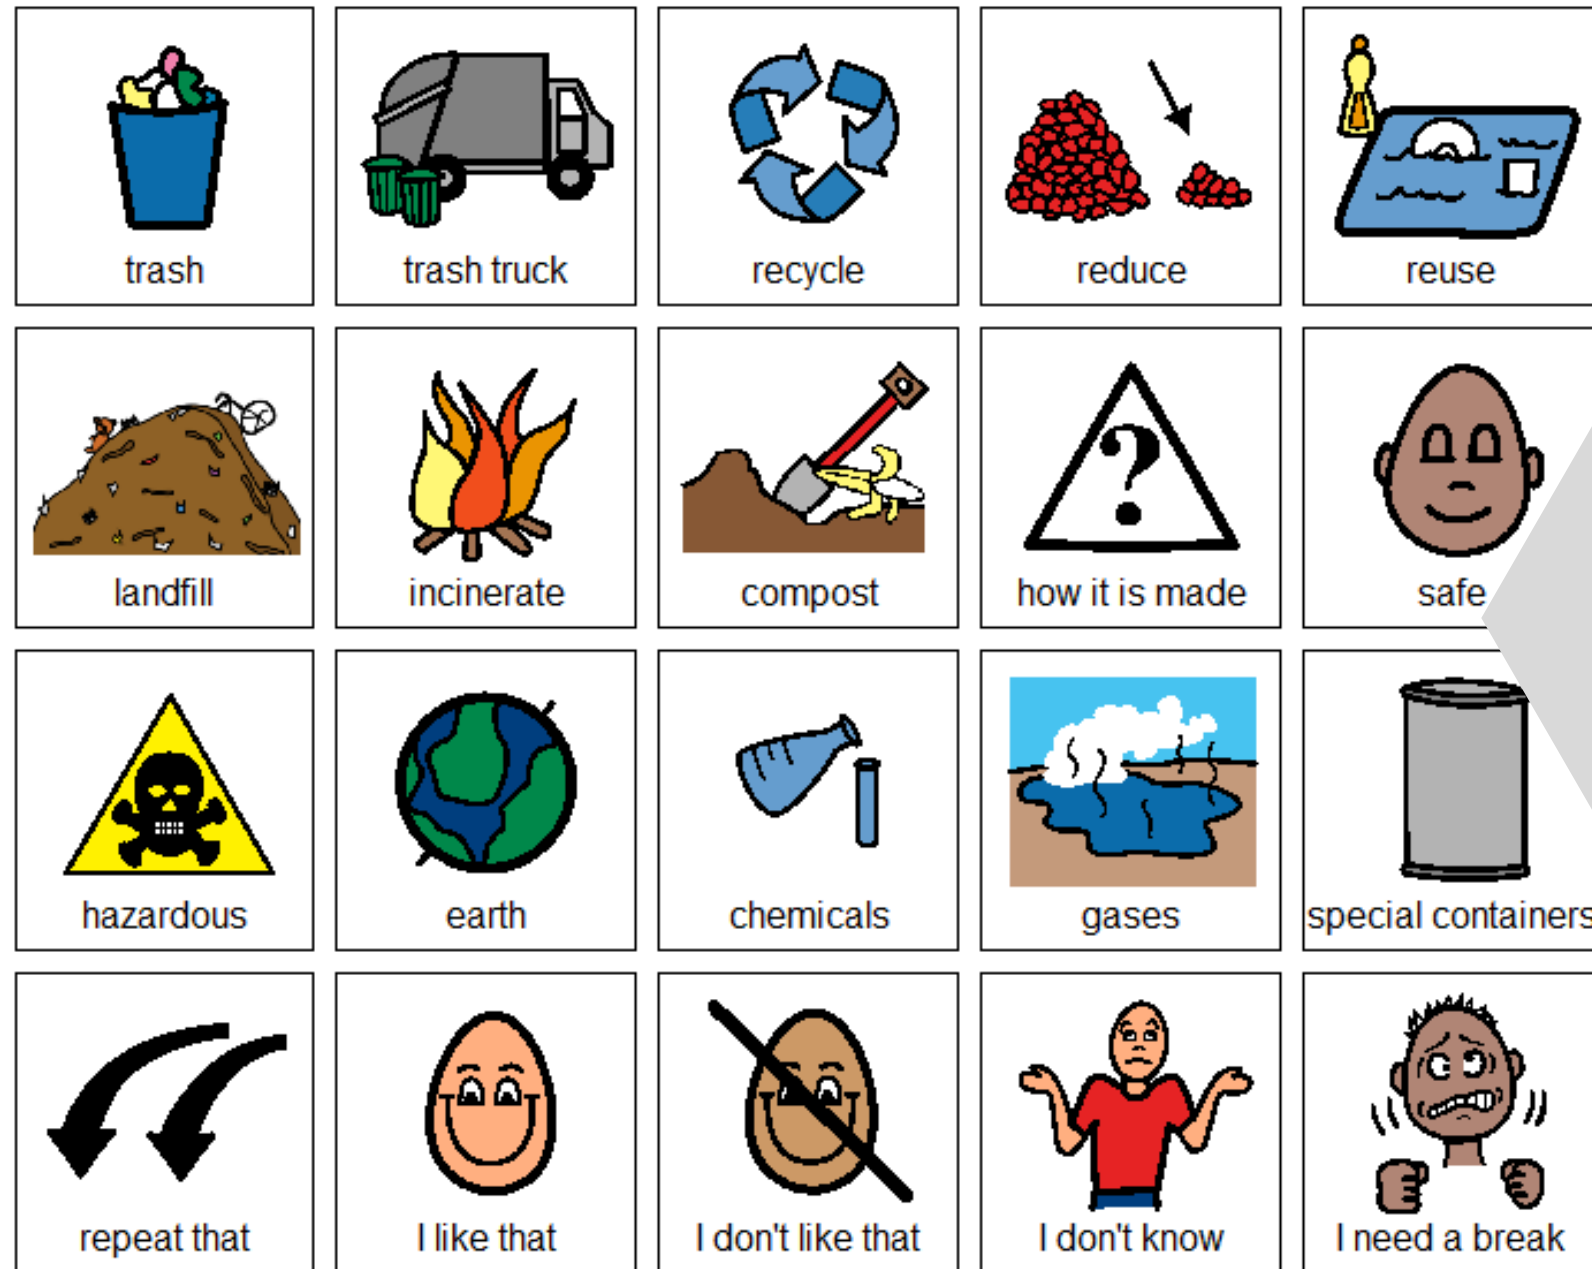 trash
trash truck
recycle
reduce
reuse
landfill
incinerate
compost
?
how it is made
safe
hazardous
earth
chemicals
gases
special containers
repeat that
I like that
I don't like that
I don't know
I need a break